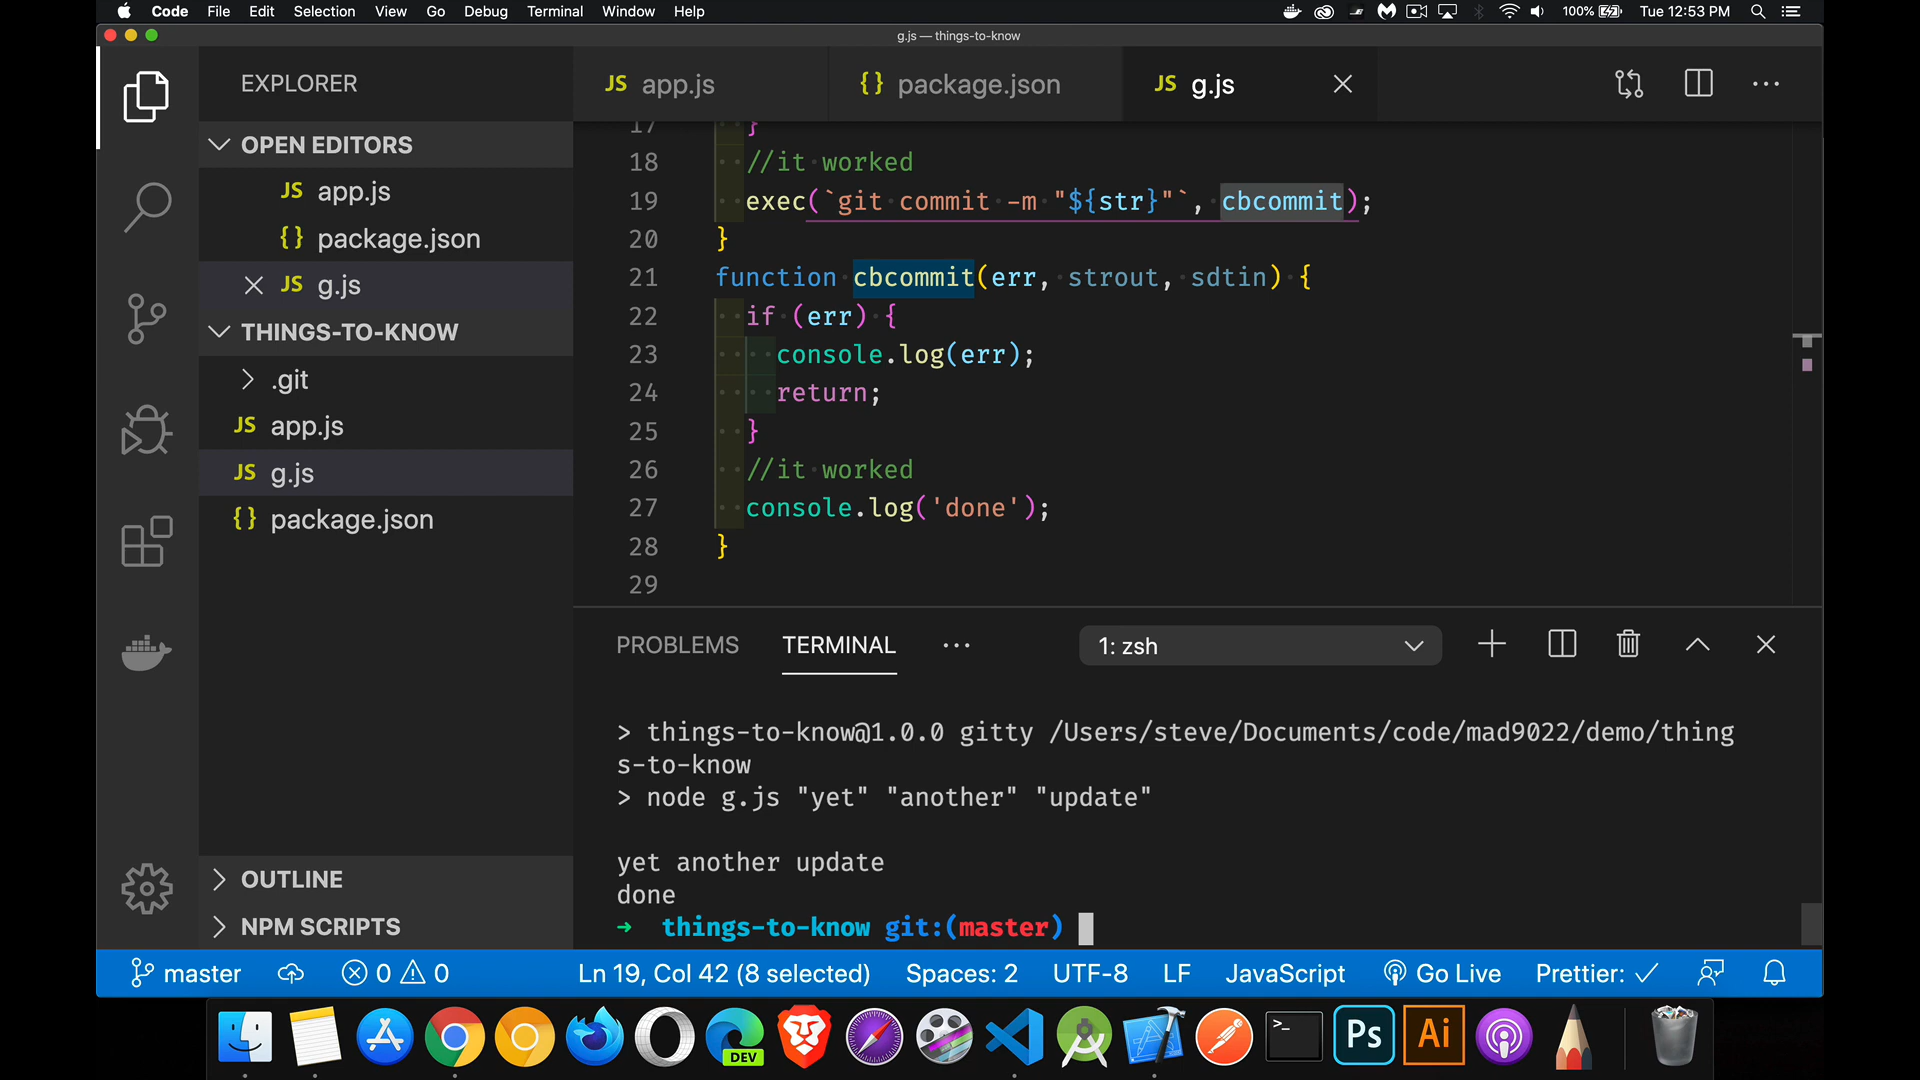 Code File Edit Selection View Go Debug Terminal Window Help 100% Tue 12:53 PM
g.js — things-to-know
EXPLORER
JS app.js
{} package.json
JS g.js
OPEN EDITORS
JS app.js
{} package.json
JS g.js
THINGS-TO-KNOW
.git
JS app.js
JS g.js
{} package.json
OUTLINE
NPM SCRIPTS
17 }
18 //it worked
19 exec(`git commit -m "${str}"`, cbcommit);
20 }
21 function cbcommit(err, strout, sdtin) {
22 if (err) {
23 console.log(err);
24 return;
25 }
26 //it worked
27 console.log('done');
28 }
29
PROBLEMS TERMINAL ··· 1: zsh
> things-to-know@1.0.0 gitty /Users/steve/Documents/code/mad9022/demo/thing
s-to-know
> node g.js "yet" "another" "update"
yet another update
done
➜ things-to-know git:(master)
master 0 0 Ln 19, Col 42 (8 selected) Spaces: 2 UTF-8 LF JavaScript Go Live Prettier: ✓
DEV
>_
Ps
Ai